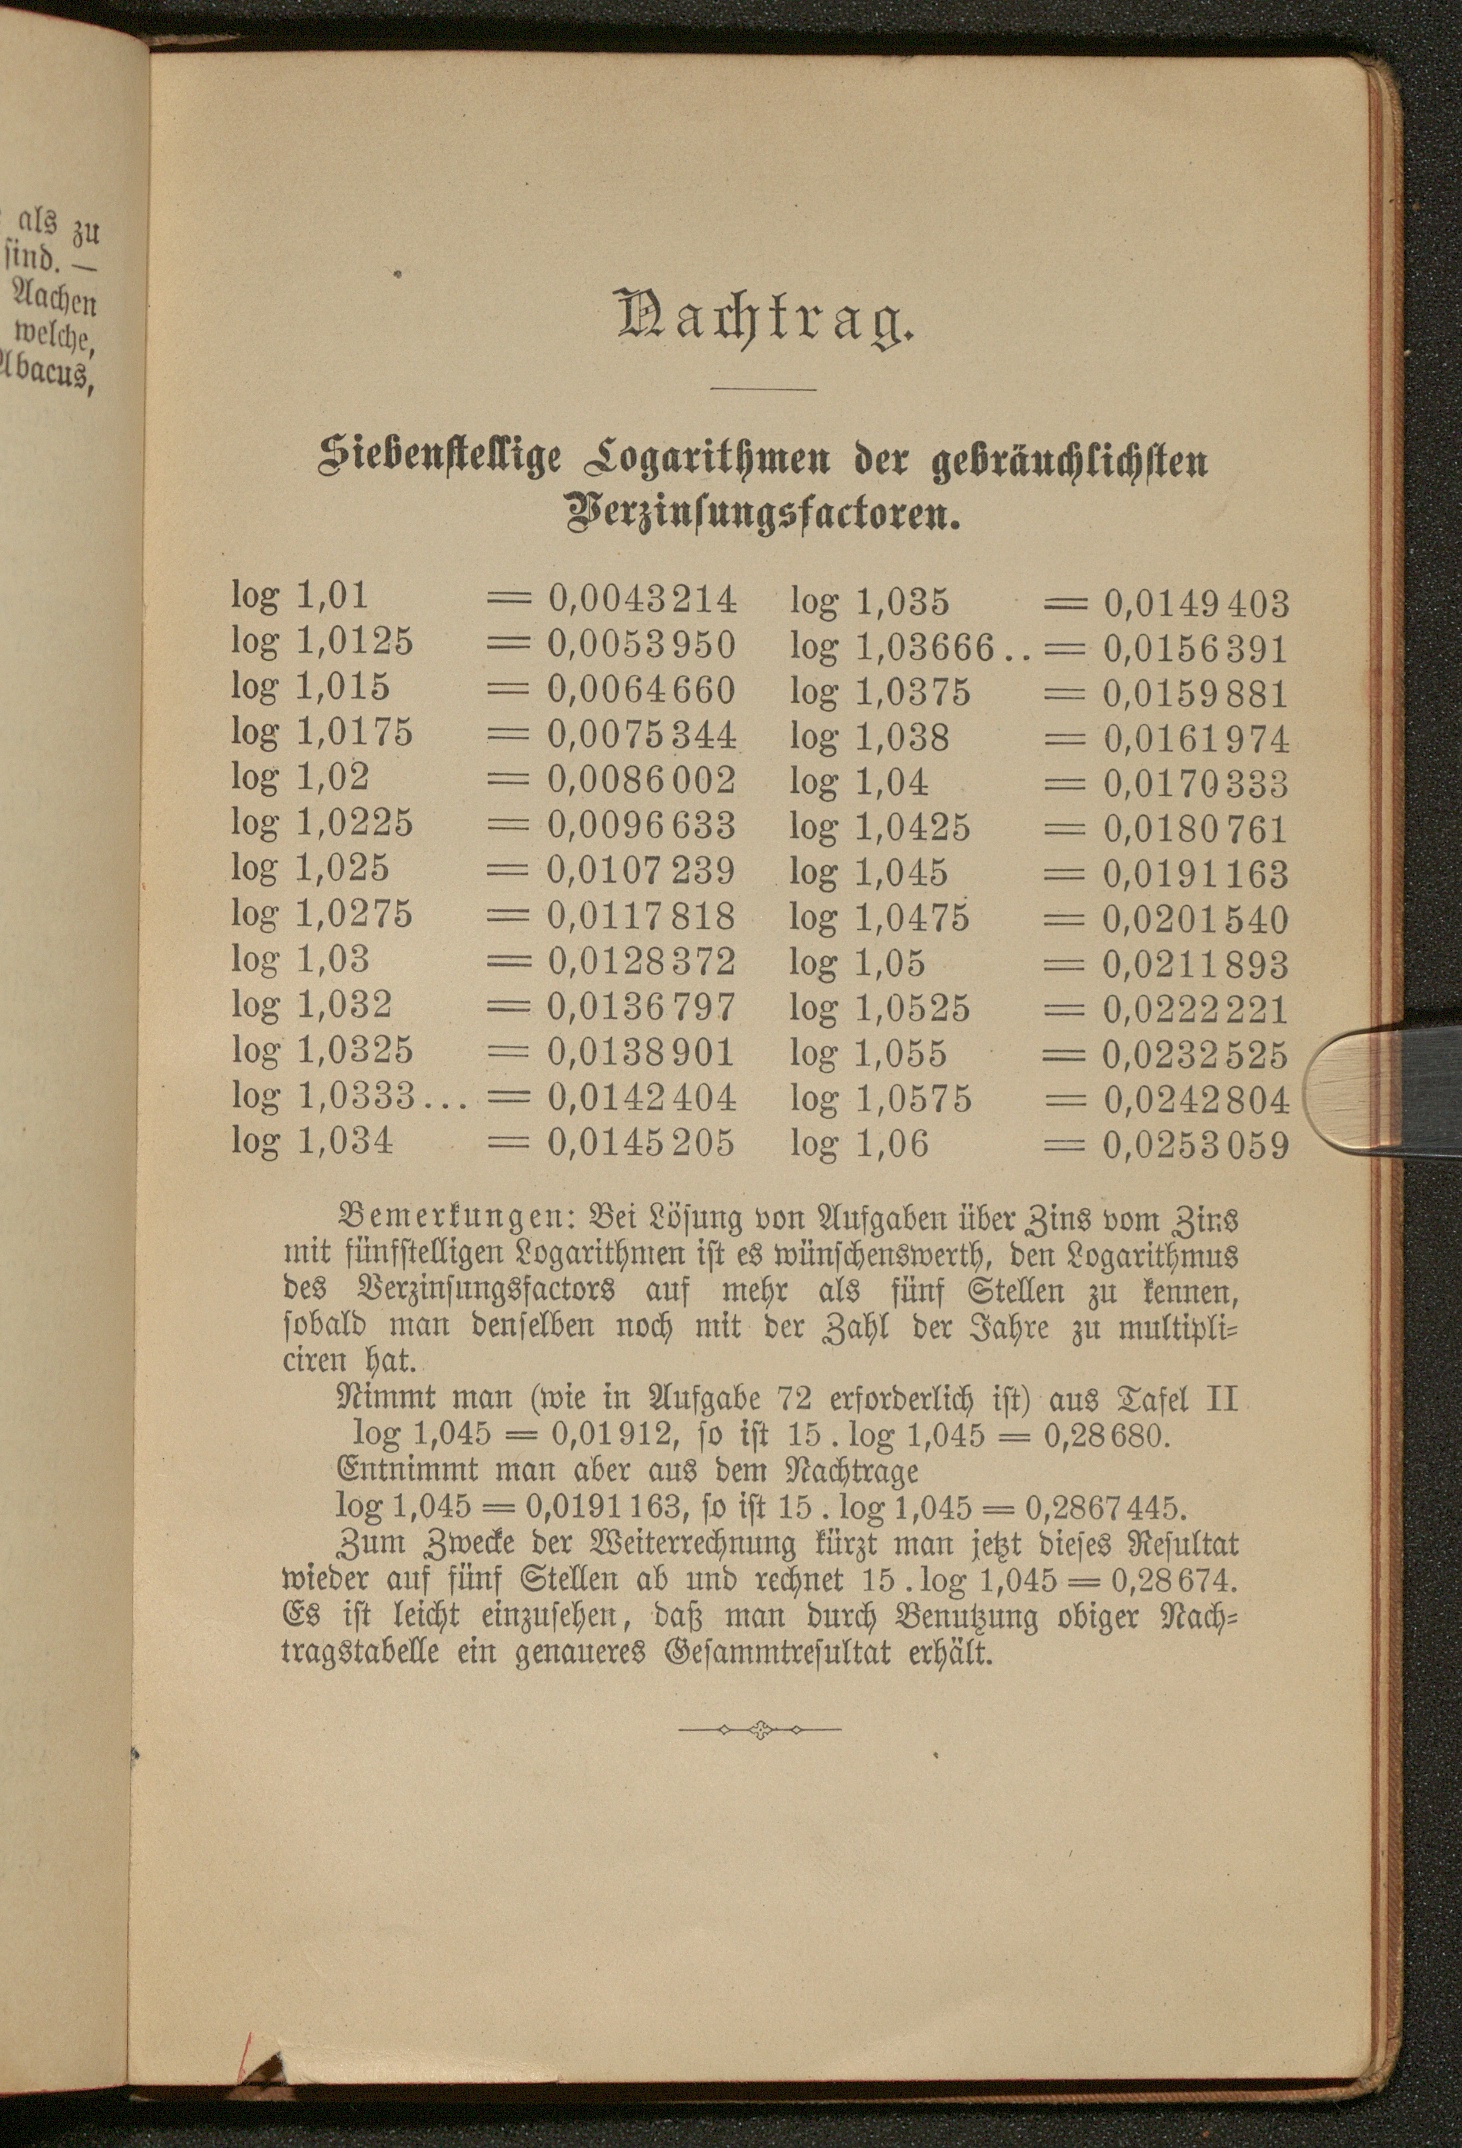 als zu
sind. —
Aachen
welche,
Abacus,
Nachtrag.
Siebenstellige Logarithmen der gebräuchlichsten
Verzinsungsfactoren.
log 1,01 = 0,0043214 log 1,035 = 0,0149403
log 1,0125 = 0,0053950 log 1,03666.. = 0,0156391
log 1,015 = 0,0064660 log 1,0375 = 0,0159881
log 1,0175 = 0,0075344 log 1,038 = 0,0161974
log 1,02 = 0,0086002 log 1,04 = 0,0170333
log 1,0225 = 0,0096633 log 1,0425 = 0,0180761
log 1,025 = 0,0107239 log 1,045 = 0,0191163
log 1,0275 = 0,0117818 log 1,0475 = 0,0201540
log 1,03 = 0,0128372 log 1,05 = 0,0211893
log 1,032 = 0,0136797 log 1,0525 = 0,0222221
log 1,0325 = 0,0138901 log 1,055 = 0,0232525
log 1,0333... = 0,0142404 log 1,0575 = 0,0242804
log 1,034 = 0,0145205 log 1,06 = 0,0253059
Bemerkungen: Bei Lösung von Aufgaben über Zins vom Zins
mit fünfstelligen Logarithmen ist es wünschenswerth, den Logarithmus
des Verzinsungsfactors auf mehr als fünf Stellen zu kennen,
sobald man denselben noch mit der Zahl der Jahre zu multipli-
ciren hat.
Nimmt man (wie in Aufgabe 72 erforderlich ist) aus Tafel II
log 1,045 = 0,01912, so ist 15 . log 1,045 = 0,28680.
Entnimmt man aber aus dem Nachtrage
log 1,045 = 0,0191163, so ist 15 . log 1,045 = 0,2867445.
Zum Zwecke der Weiterrechnung kürzt man jetzt dieses Resultat
wieder auf fünf Stellen ab und rechnet 15 . log 1,045 = 0,28674.
Es ist leicht einzusehen, daß man durch Benutzung obiger Nach-
tragstabelle ein genaueres Gesammtresultat erhält.